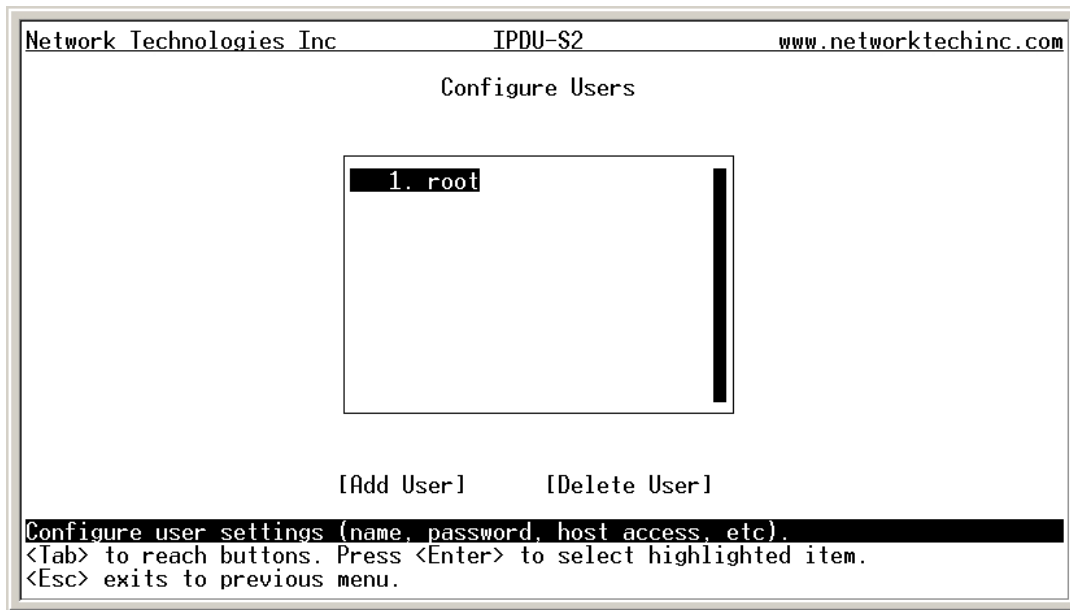 Network Technologies Inc IPDU-S2 www.networktechinc.com
Configure Users
1. root
[Add User] [Delete User]
Configure user settings (name, password, host access, etc).
<Tab> to reach buttons. Press <Enter> to select highlighted item.
<Esc> exits to previous menu.